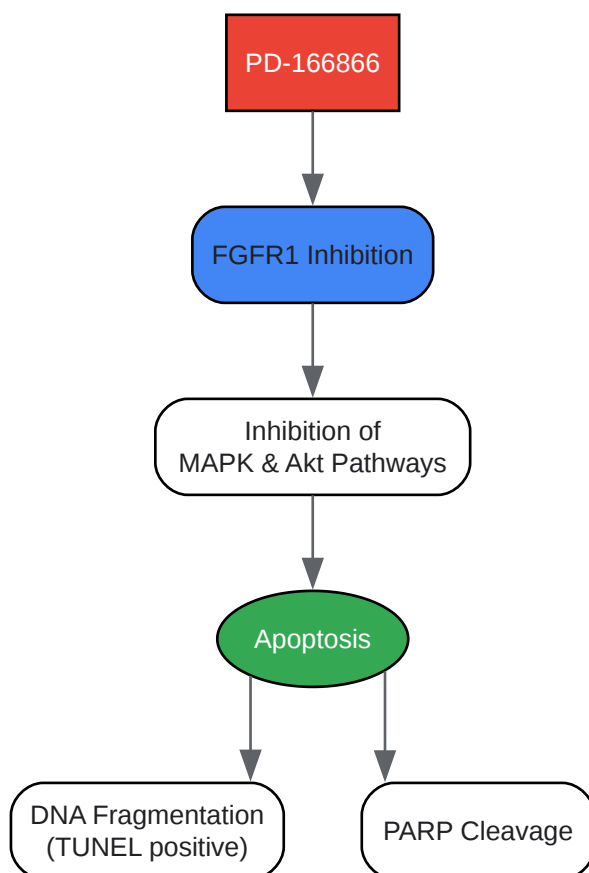 PD-166866
FGFR1 Inhibition
Inhibition of
MAPK & Akt Pathways
Apoptosis
DNA Fragmentation
(TUNEL positive)
PARP Cleavage